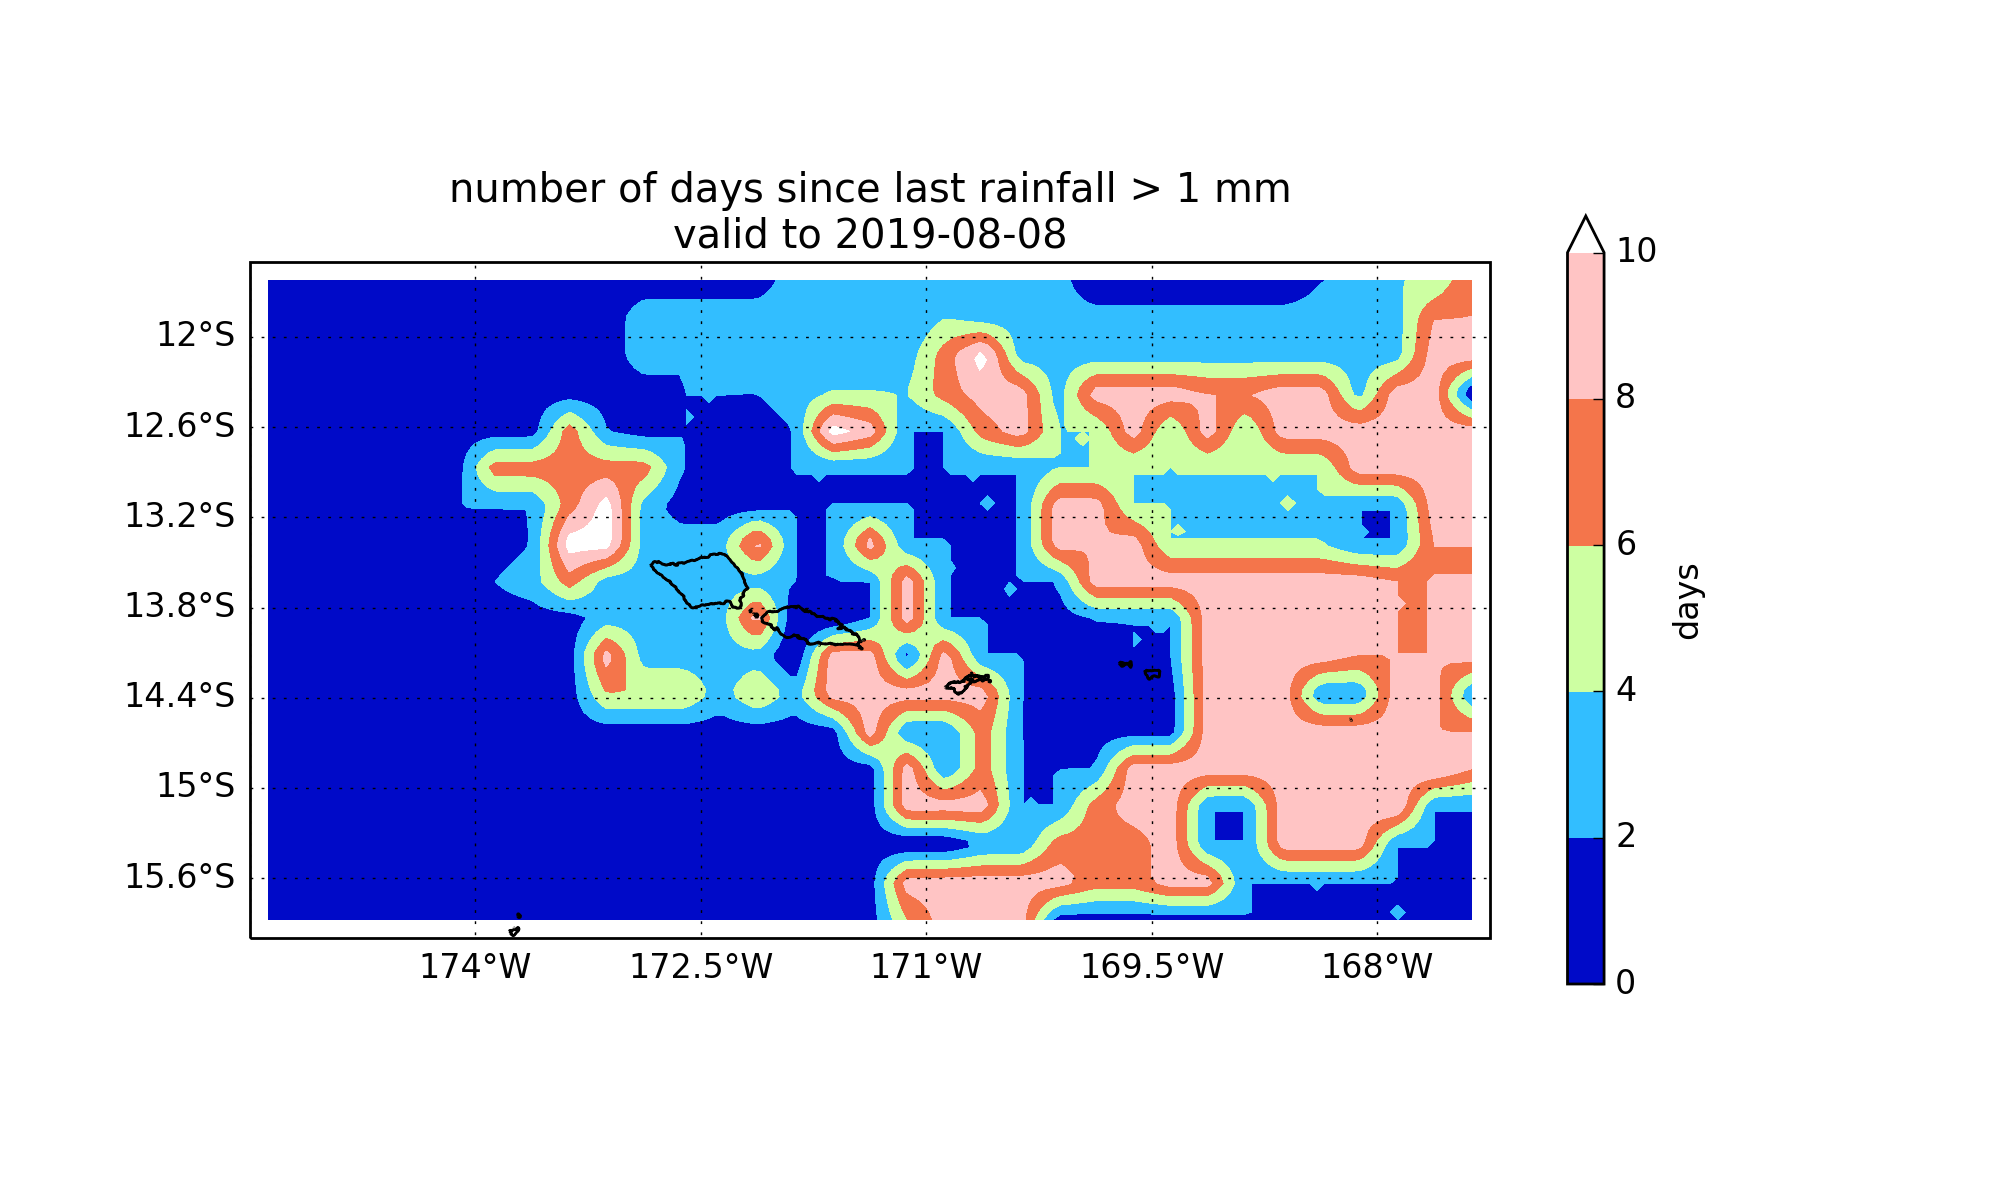 number of days since last rainfall > 1 mm
valid to 2019-08-08
12°S
12.6°S
13.2°S
13.8°S
14.4°S
15°S
15.6°S
174°W 172.5°W 171°W 169.5°W 168°W
10
8
6
4
2
0
days